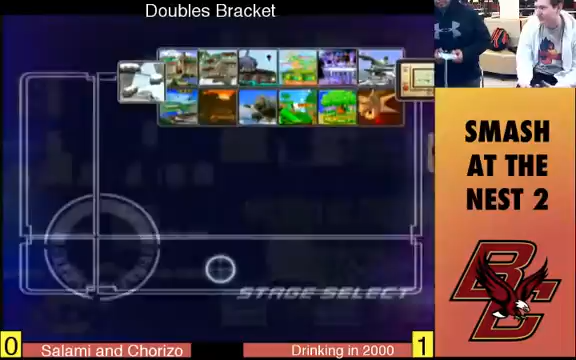 Doubles Bracket
SMASH
AT THE
NEST 2
STAGE SELECT
BC
0
Salami and Chorizo
Drinking in 2000
1